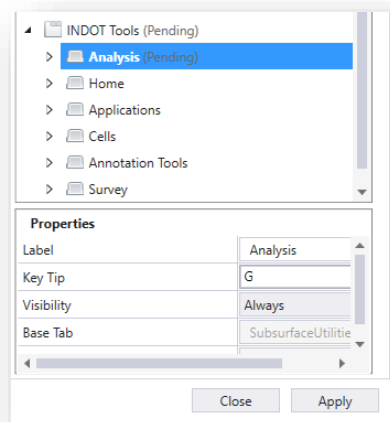 INDOT Tools (Pending)
Analysis (Pending)
Home
Applications
Cells
Annotation Tools
Survey
Properties
Label Analysis
Key Tip G
Visibility Always
Base Tab SubsurfaceUtilitie
Close Apply